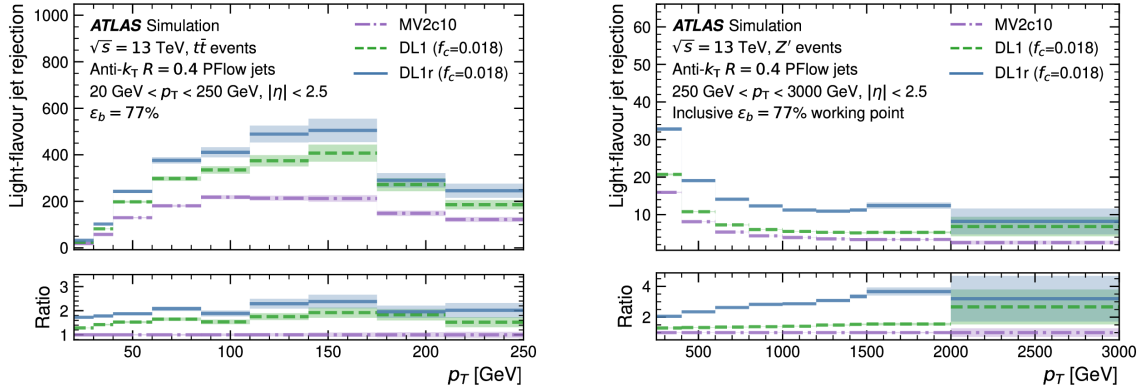 ATLAS Simulation
√s = 13 TeV, tt̄ events
Anti-kT R = 0.4 PFlow jets
20 GeV < pT < 250 GeV, |η| < 2.5
εb = 77%
MV2c10
DL1 (fc=0.018)
DL1r (fc=0.018)
Light-flavour jet rejection
1000
800
600
400
200
0
Ratio
3
2
1
50
100
150
200
250
pT [GeV]
ATLAS Simulation
√s = 13 TeV, Z′ events
Anti-kT R = 0.4 PFlow jets
250 GeV < pT < 3000 GeV, |η| < 2.5
Inclusive εb = 77% working point
MV2c10
DL1 (fc=0.018)
DL1r (fc=0.018)
Light-flavour jet rejection
60
50
40
30
20
10
Ratio
4
2
500
1000
1500
2000
2500
3000
pT [GeV]